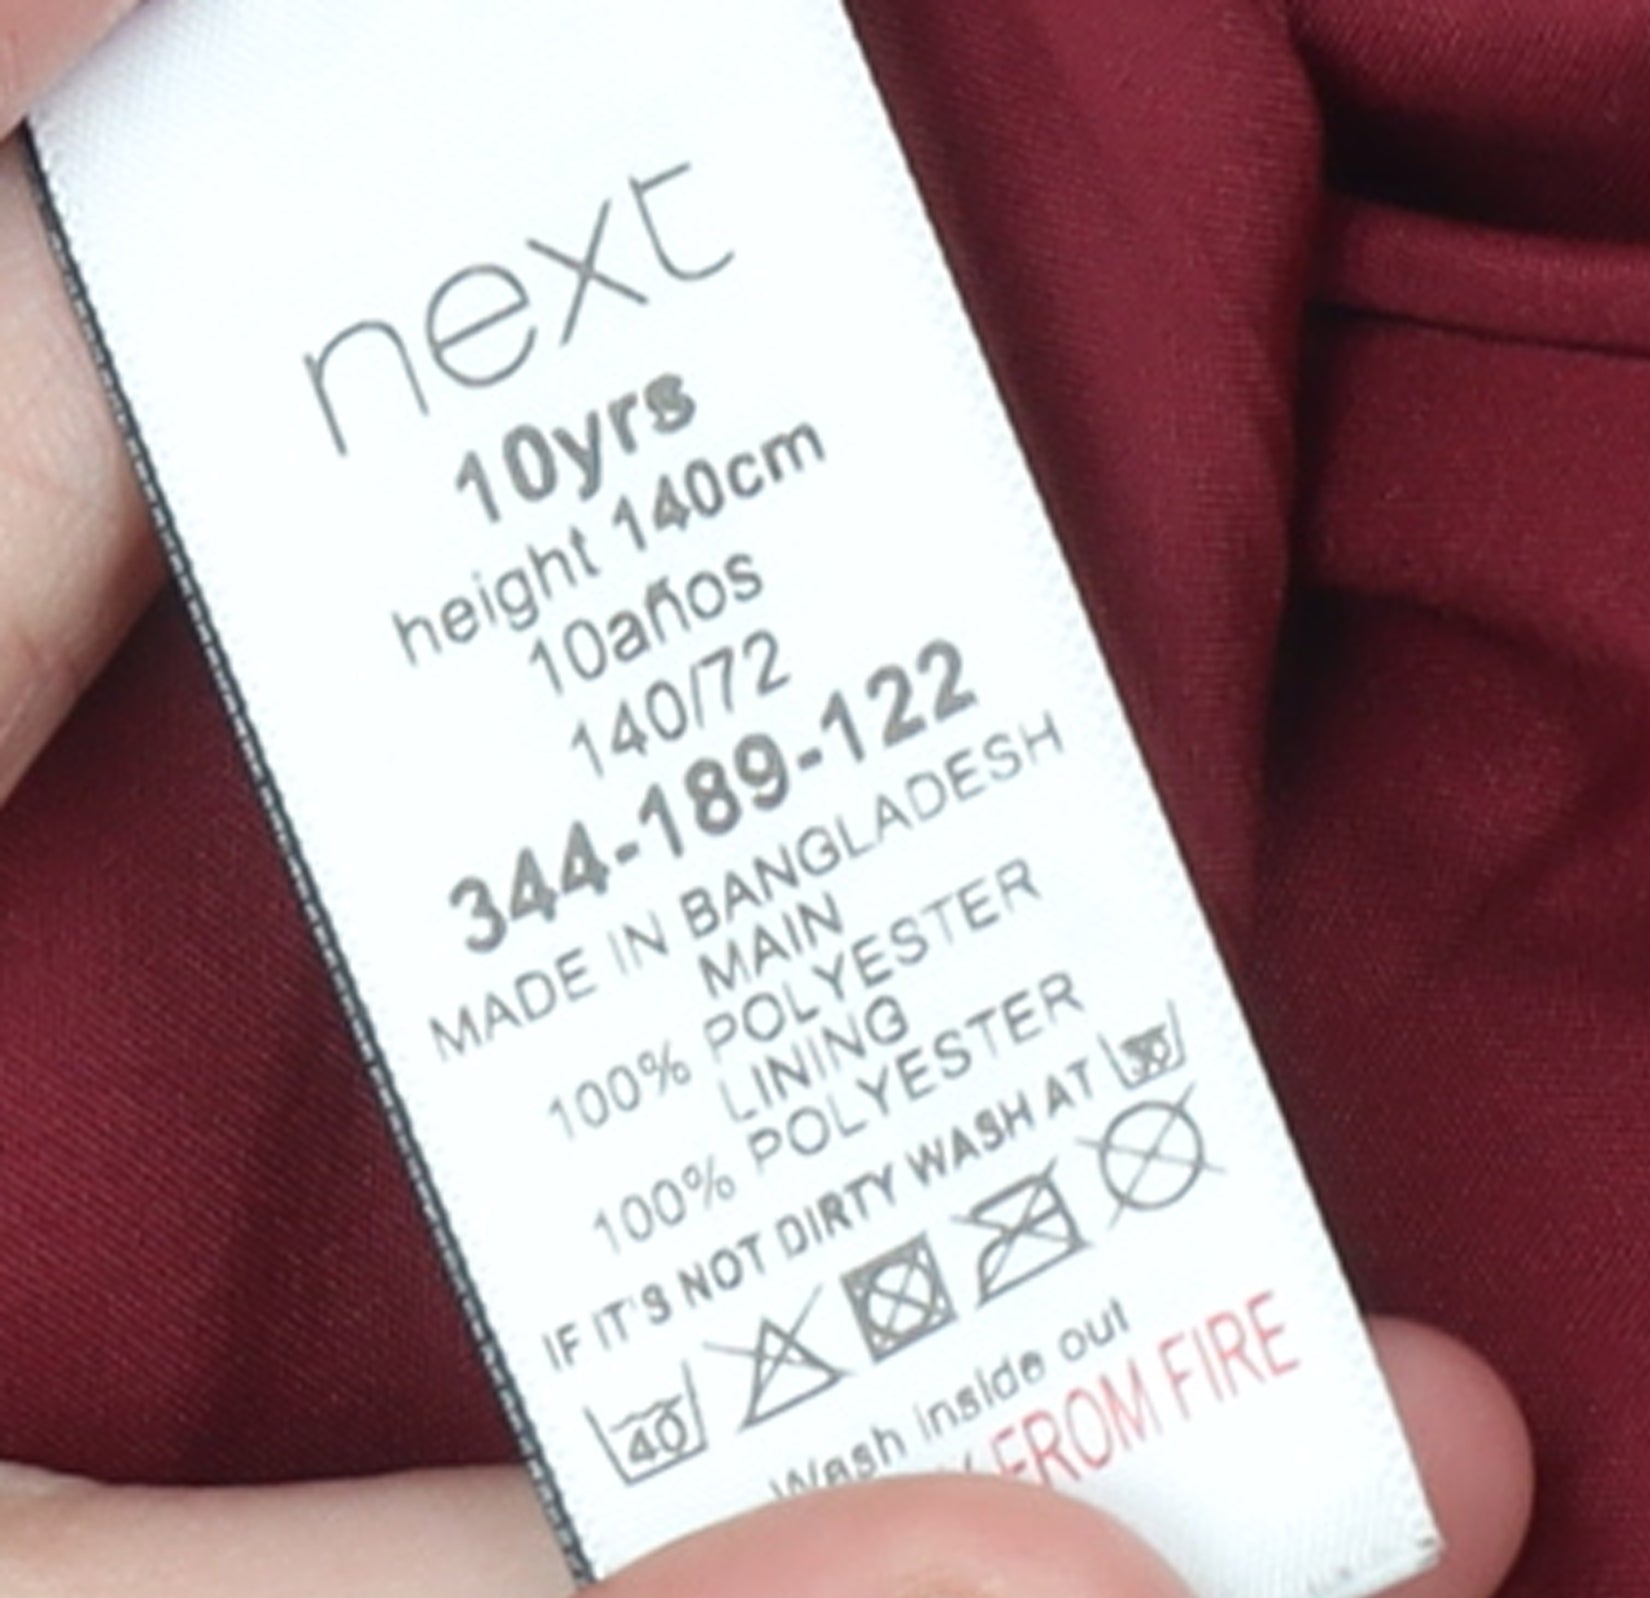 next
10yrs
height 140cm
10años
140/72
344-189-122
MADE IN BANGLADESH
MAIN
100% POLYESTER
LINING
100% POLYESTER
IF IT'S NOT DIRTY WASH AT 30
40
Wash inside out
FROM FIRE